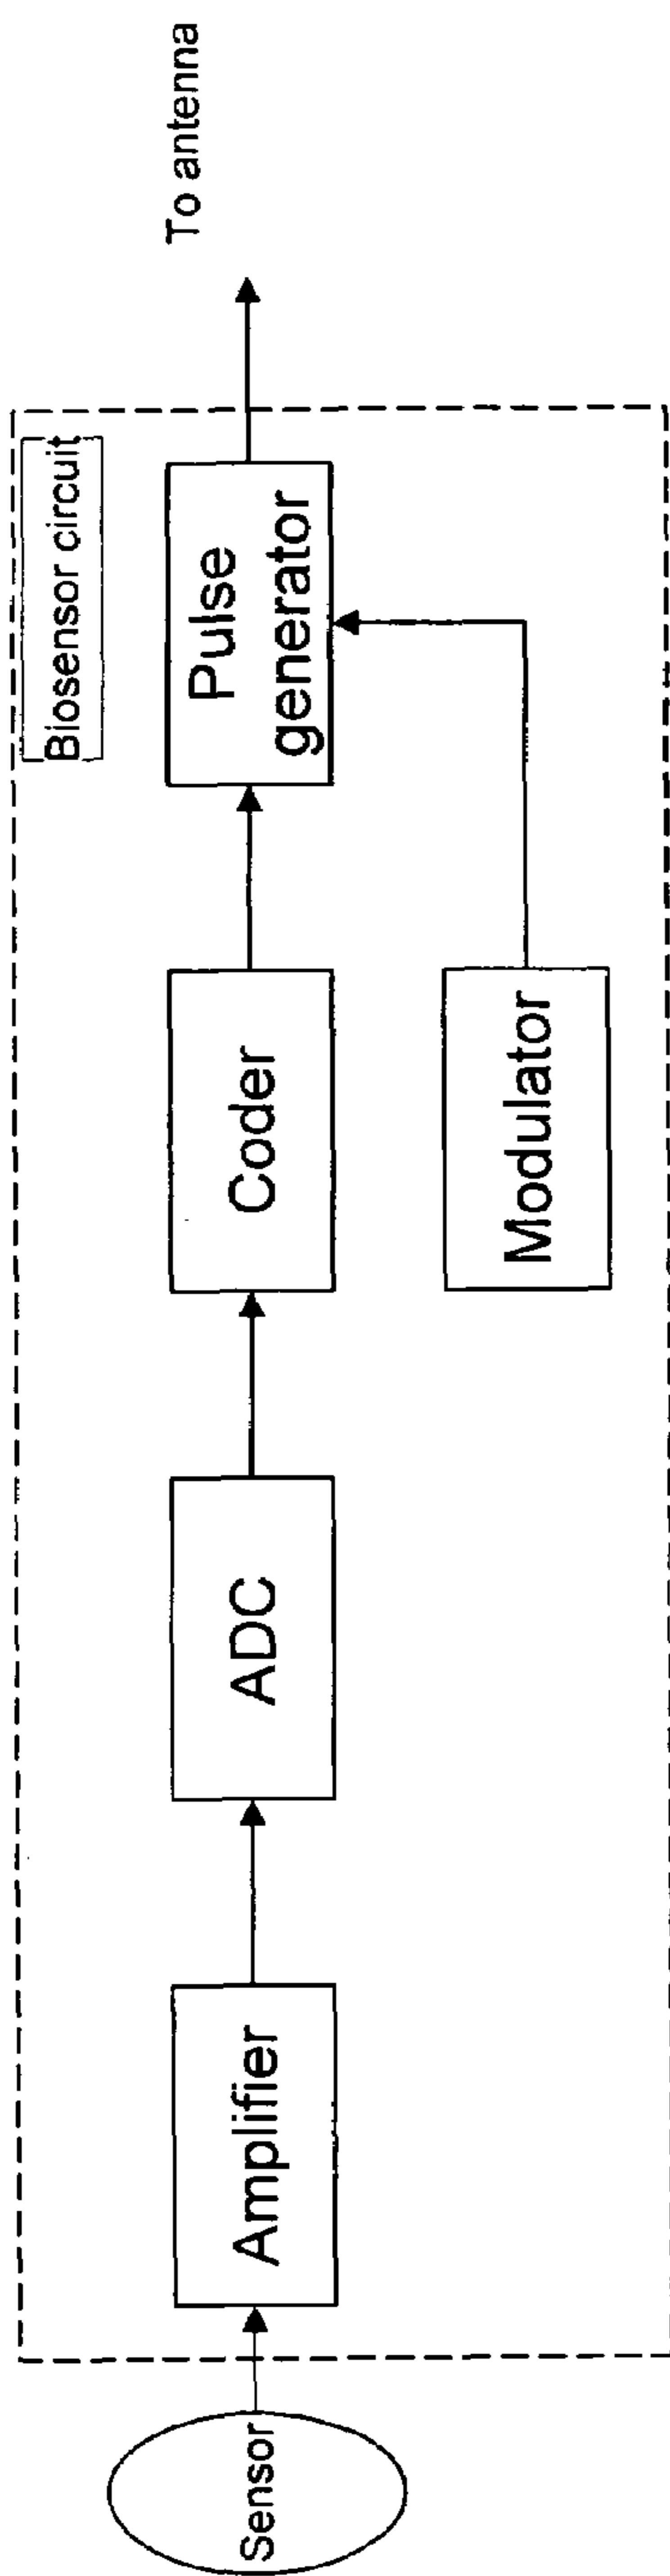 Biosensor circuit
Sensor
Amplifier
ADC
Coder
Pulse
generator
To antenna
Modulator